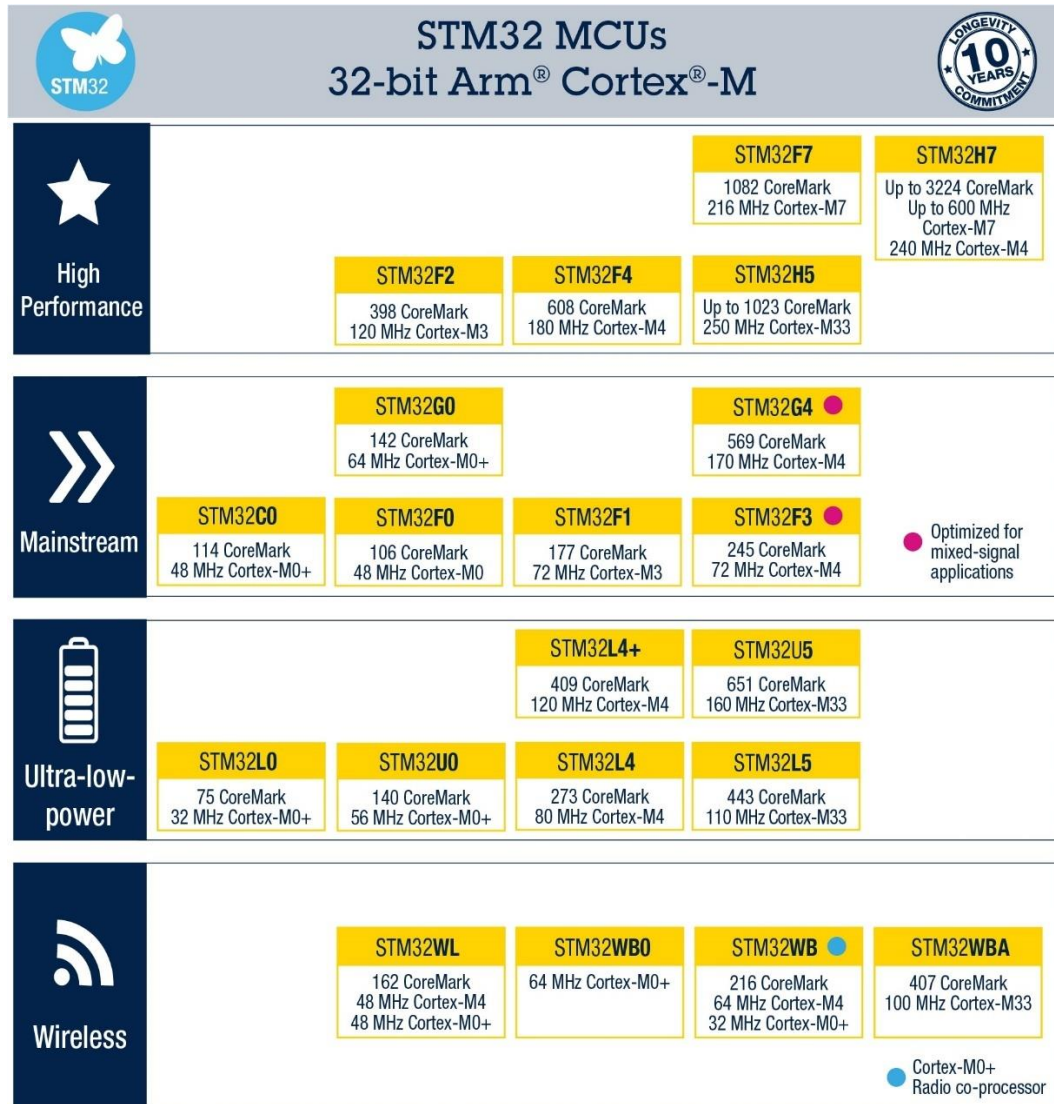 STM32
STM32 MCUs
32-bit Arm® Cortex®-M
LONGEVITY
10
YEARS
COMMITMENT
High
Performance
STM32F7
1082 CoreMark
216 MHz Cortex-M7
STM32H7
Up to 3224 CoreMark
Up to 600 MHz
Cortex-M7
240 MHz Cortex-M4
STM32F2
398 CoreMark
120 MHz Cortex-M3
STM32F4
608 CoreMark
180 MHz Cortex-M4
STM32H5
Up to 1023 CoreMark
250 MHz Cortex-M33
Mainstream
STM32G0
142 CoreMark
64 MHz Cortex-M0+
STM32G4
569 CoreMark
170 MHz Cortex-M4
STM32C0
114 CoreMark
48 MHz Cortex-M0+
STM32F0
106 CoreMark
48 MHz Cortex-M0
STM32F1
177 CoreMark
72 MHz Cortex-M3
STM32F3
245 CoreMark
72 MHz Cortex-M4
Optimized for
mixed-signal
applications
Ultra-low-
power
STM32L4+
409 CoreMark
120 MHz Cortex-M4
STM32U5
651 CoreMark
160 MHz Cortex-M33
STM32L0
75 CoreMark
32 MHz Cortex-M0+
STM32U0
140 CoreMark
56 MHz Cortex-M0+
STM32L4
273 CoreMark
80 MHz Cortex-M4
STM32L5
443 CoreMark
110 MHz Cortex-M33
Wireless
STM32WL
162 CoreMark
48 MHz Cortex-M4
48 MHz Cortex-M0+
STM32WB0
64 MHz Cortex-M0+
STM32WB
216 CoreMark
64 MHz Cortex-M4
32 MHz Cortex-M0+
STM32WBA
407 CoreMark
100 MHz Cortex-M33
Cortex-M0+
Radio co-processor